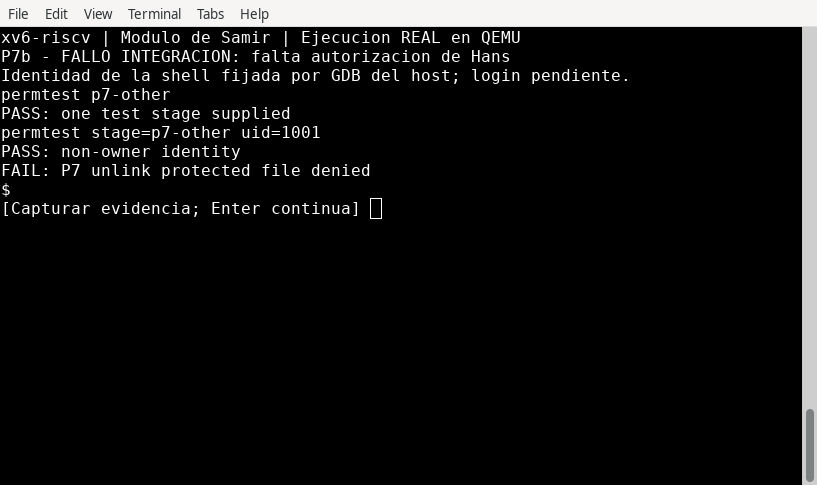 File Edit View Terminal Tabs Help
xv6-riscv | Modulo de Samir | Ejecucion REAL en QEMU
P7b - FALLO INTEGRACION: falta autorizacion de Hans
Identidad de la shell fijada por GDB del host; login pendiente.
permtest p7-other
PASS: one test stage supplied
permtest stage=p7-other uid=1001
PASS: non-owner identity
FAIL: P7 unlink protected file denied
$
[Capturar evidencia; Enter continua]